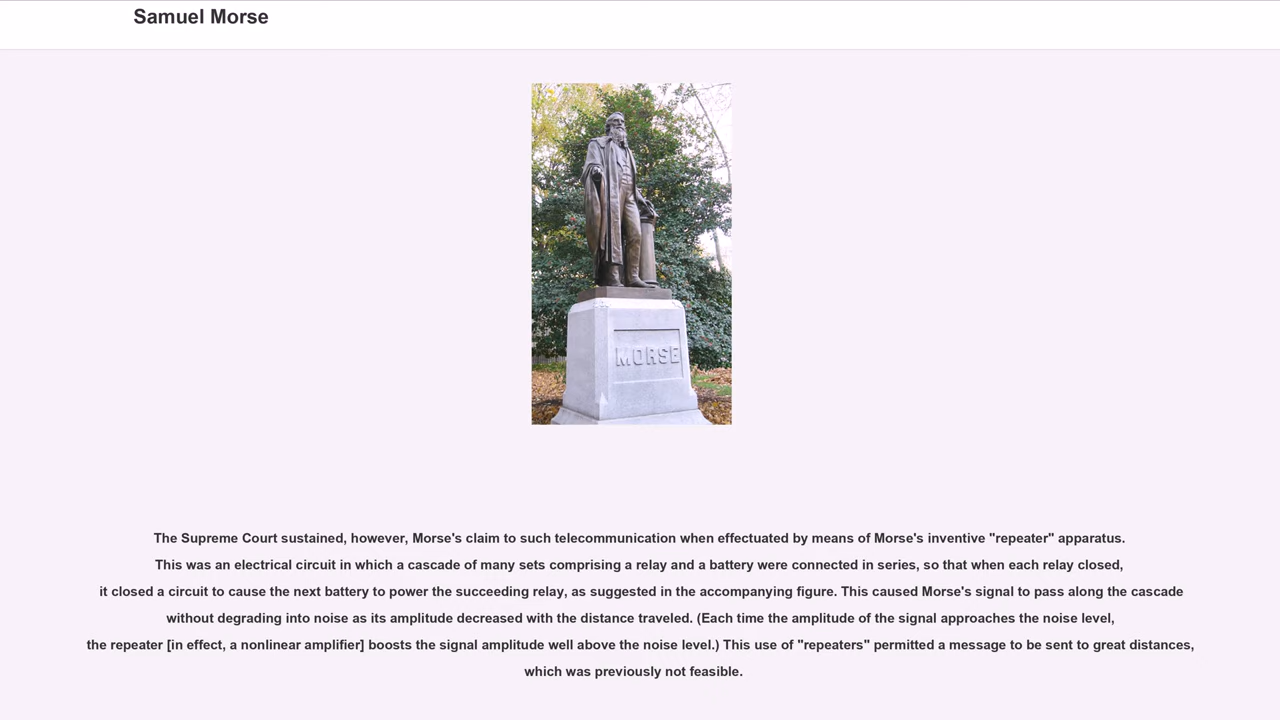 Samuel Morse
MORSE
The Supreme Court sustained, however, Morse's claim to such telecommunication when effectuated by means of Morse's inventive "repeater" apparatus.
This was an electrical circuit in which a cascade of many sets comprising a relay and a battery were connected in series, so that when each relay closed,
it closed a circuit to cause the next battery to power the succeeding relay, as suggested in the accompanying figure. This caused Morse's signal to pass along the cascade
without degrading into noise as its amplitude decreased with the distance traveled. (Each time the amplitude of the signal approaches the noise level,
the repeater [in effect, a nonlinear amplifier] boosts the signal amplitude well above the noise level.) This use of "repeaters" permitted a message to be sent to great distances,
which was previously not feasible.